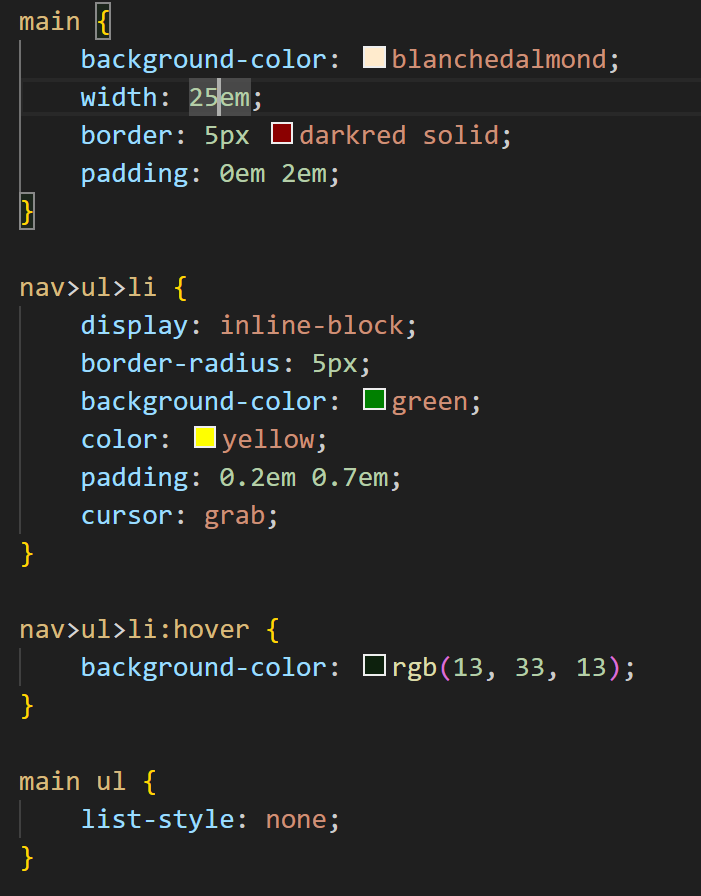 main {
    background-color: blanchedalmond;
    width: 25em;
    border: 5px darkred solid;
    padding: 0em 2em;
}
nav>ul>li {
    display: inline-block;
    border-radius: 5px;
    background-color: green;
    color: yellow;
    padding: 0.2em 0.7em;
    cursor: grab;
}
nav>ul>li:hover {
    background-color: rgb(13, 33, 13);
}
main ul {
    list-style: none;
}